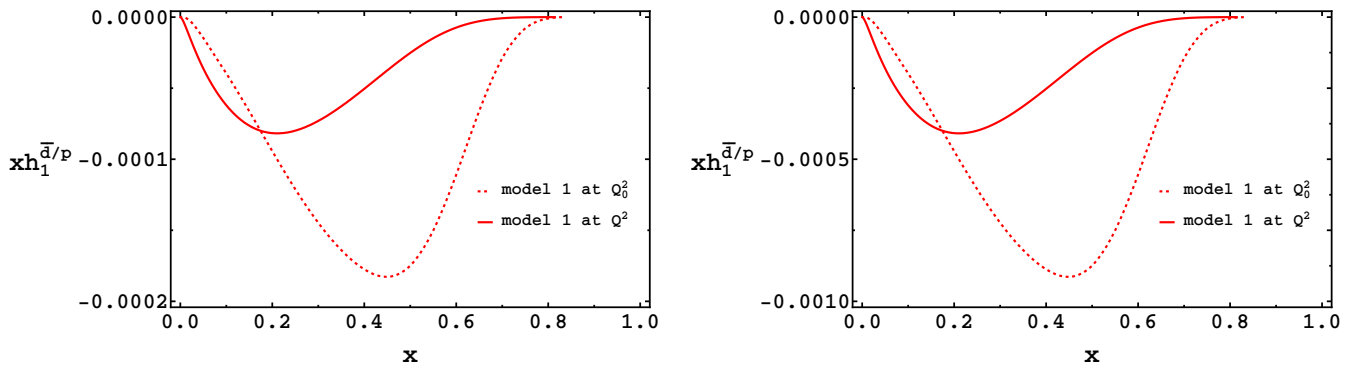 0.0000
-0.0001
-0.0002
xh₁^{d̅/p}
model 1 at Q₀²
model 1 at Q²
0.0 0.2 0.4 0.6 0.8 1.0
x
0.0000
-0.0005
-0.0010
xh₁^{d̅/p}
model 1 at Q₀²
model 1 at Q²
0.0 0.2 0.4 0.6 0.8 1.0
x